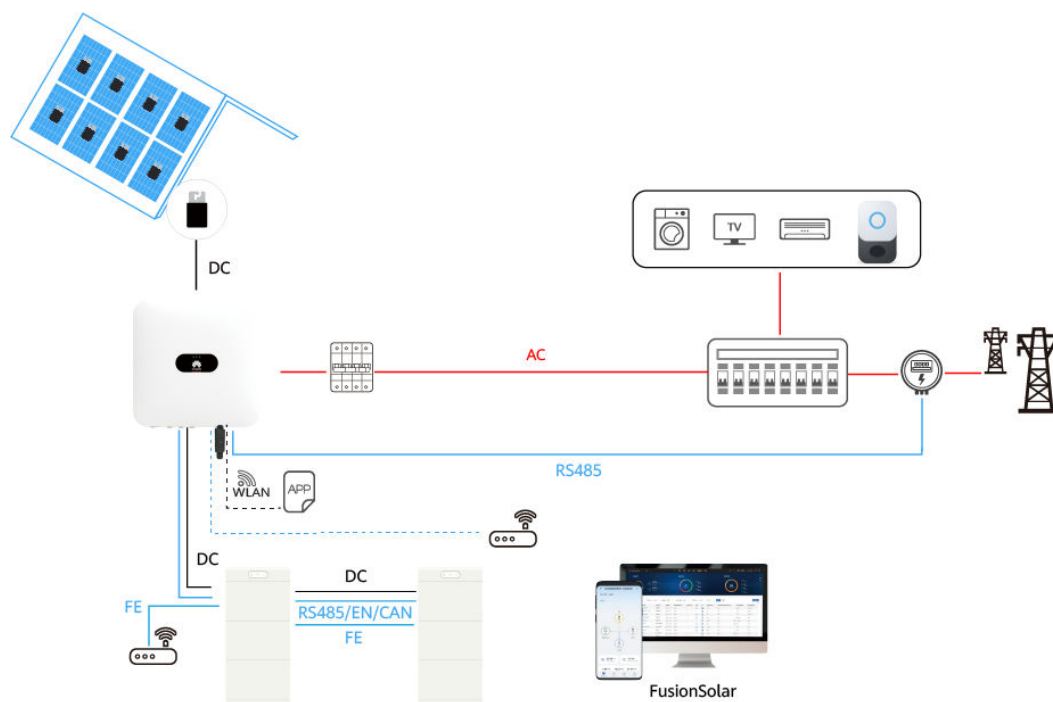 DC
TV
AC
RS485
WLAN
APP
DC
DC
RS485/EN/CAN
FE
FE
FusionSolar